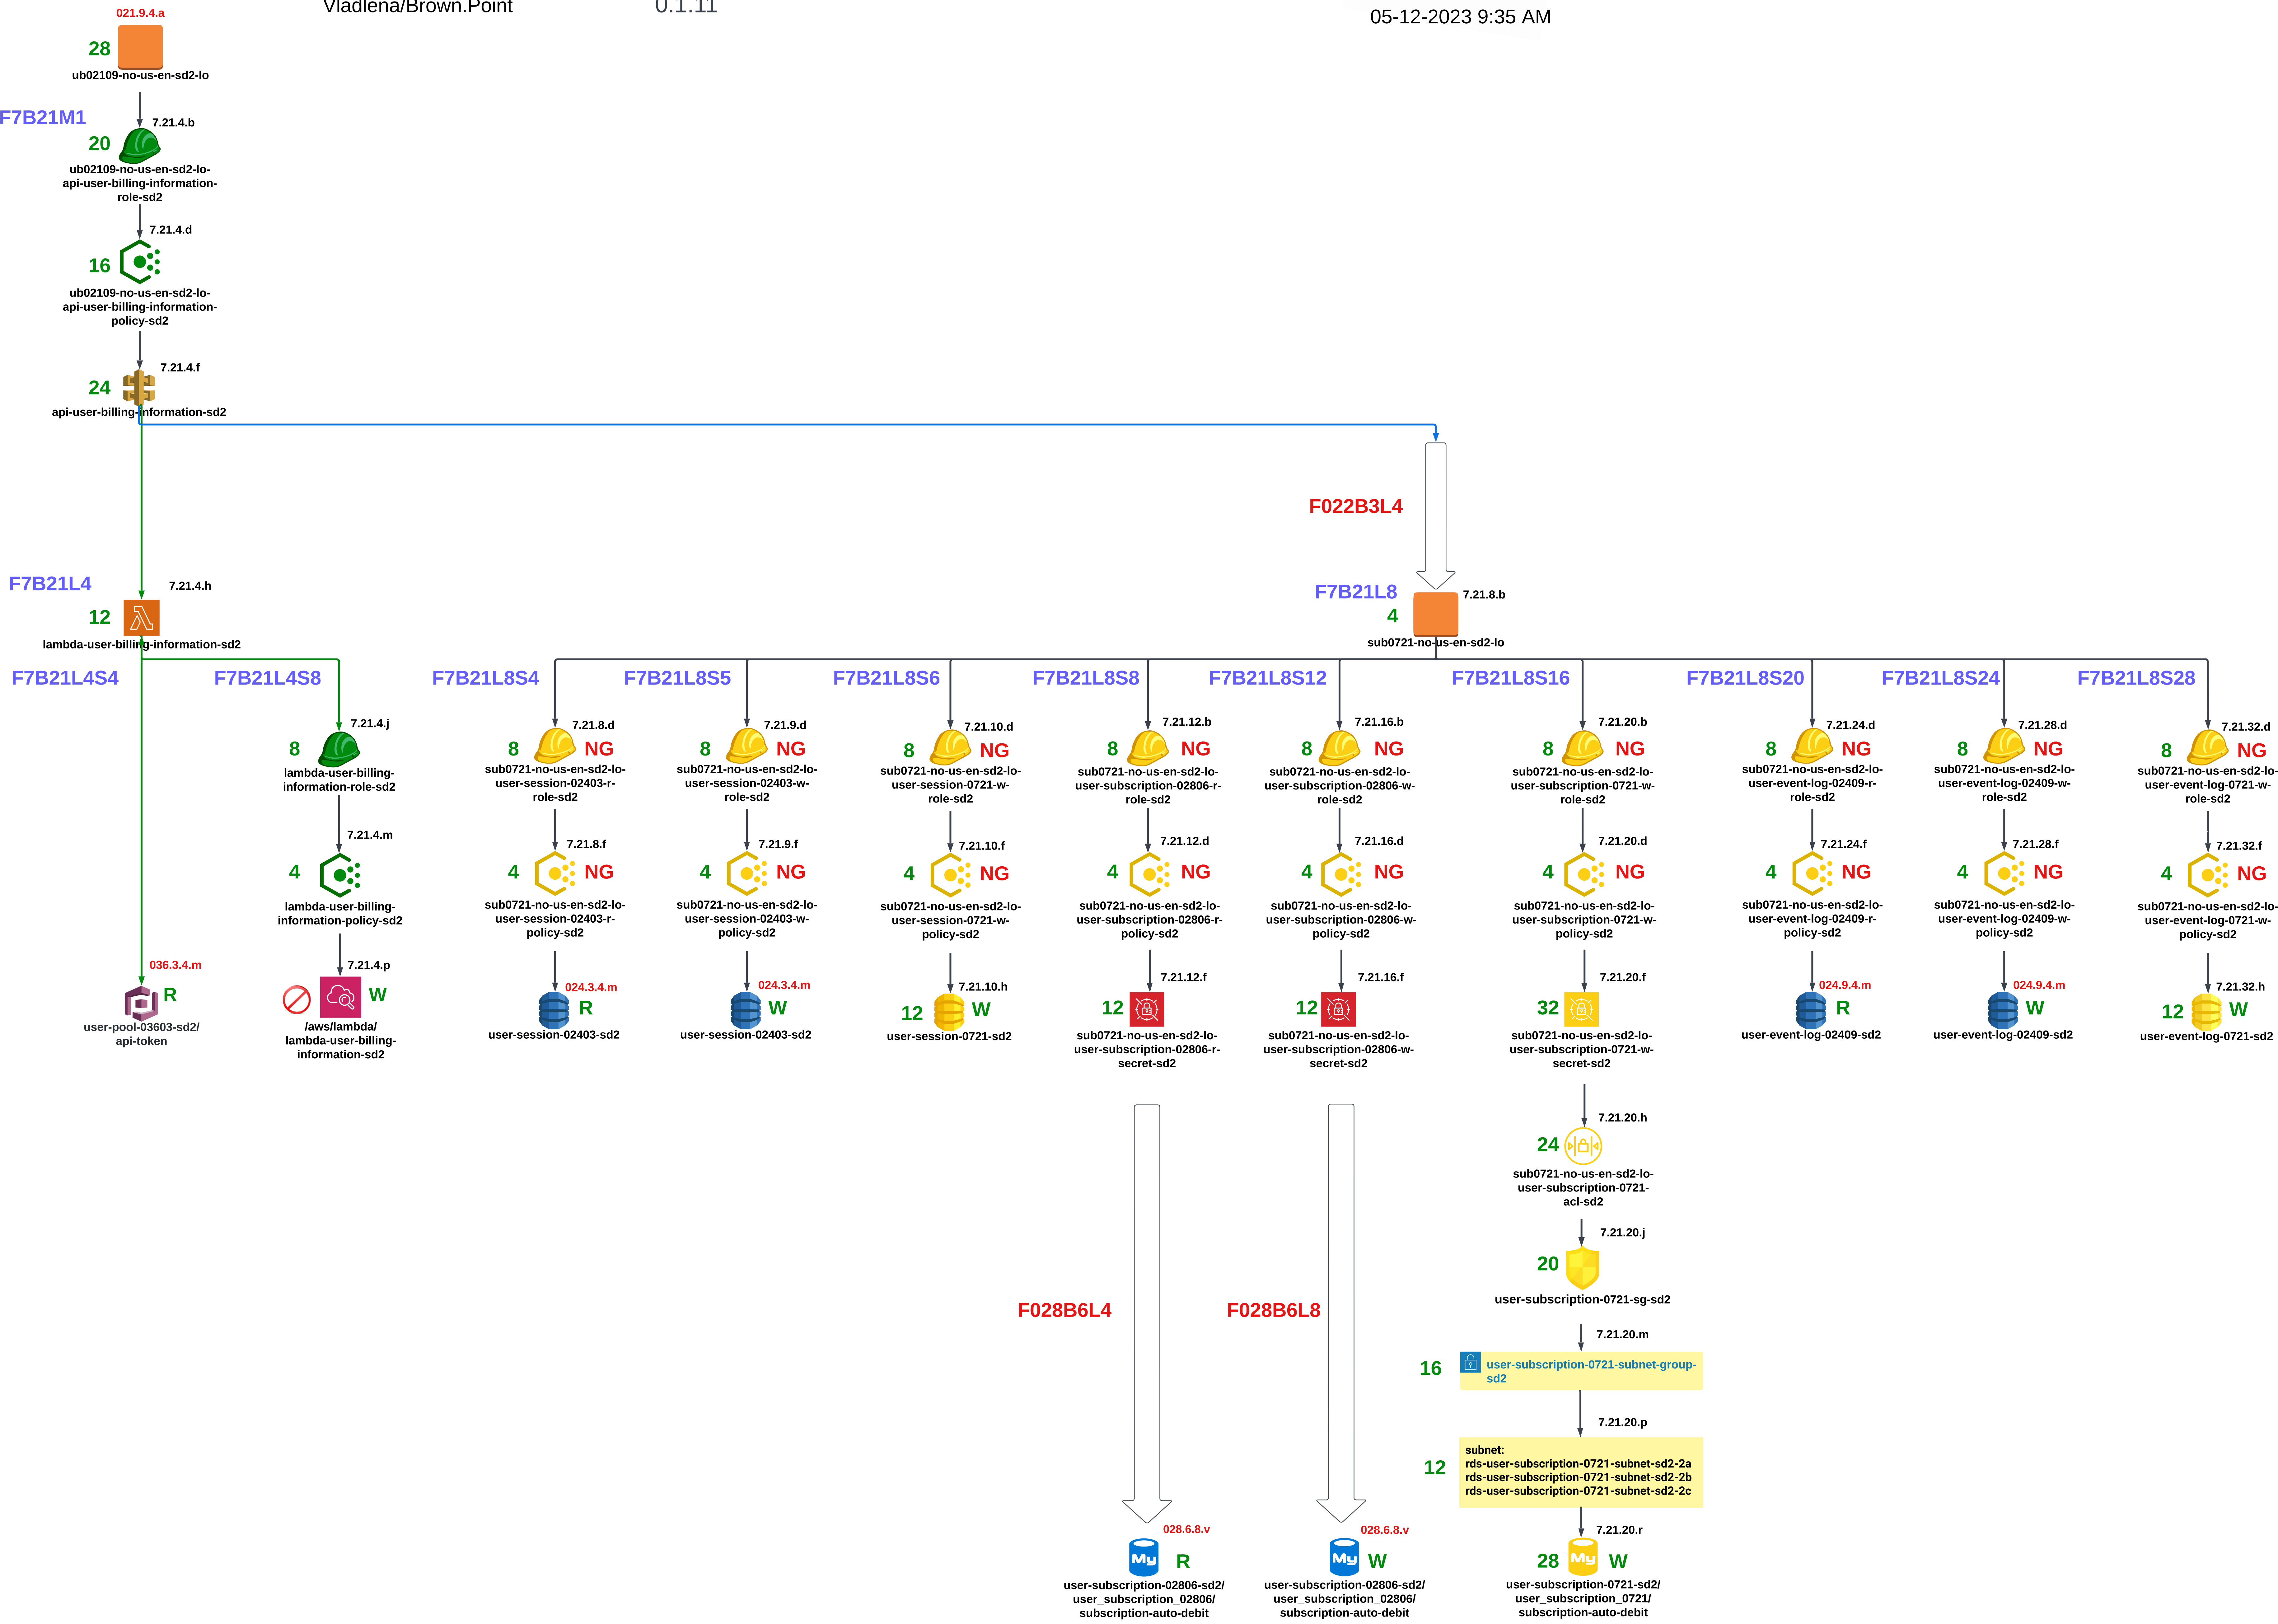 Vladlena/Brown.Point
0.1.11
05-12-2023 9:35 AM
021.9.4.a
28
ub02109-no-us-en-sd2-lo
F7B21M1
7.21.4.b
20
ub02109-no-us-en-sd2-lo-
api-user-billing-information-
role-sd2
7.21.4.d
16
ub02109-no-us-en-sd2-lo-
api-user-billing-information-
policy-sd2
7.21.4.f
24
api-user-billing-information-sd2
F022B3L4
F7B21L4
7.21.4.h
12
lambda-user-billing-information-sd2
F7B21L8
7.21.8.b
4
sub0721-no-us-en-sd2-lo
F7B21L4S4
036.3.4.m
R
user-pool-03603-sd2/
api-token
F7B21L4S8
7.21.4.j
8
lambda-user-billing-
information-role-sd2
7.21.4.m
4
lambda-user-billing-
information-policy-sd2
7.21.4.p
W
/aws/lambda/
lambda-user-billing-
information-sd2
F7B21L8S4
7.21.8.d
8
NG
sub0721-no-us-en-sd2-lo-
user-session-02403-r-
role-sd2
7.21.8.f
4
NG
sub0721-no-us-en-sd2-lo-
user-session-02403-r-
policy-sd2
024.3.4.m
R
user-session-02403-sd2
F7B21L8S5
7.21.9.d
8
NG
sub0721-no-us-en-sd2-lo-
user-session-02403-w-
role-sd2
7.21.9.f
4
NG
sub0721-no-us-en-sd2-lo-
user-session-02403-w-
policy-sd2
024.3.4.m
W
user-session-02403-sd2
F7B21L8S6
7.21.10.d
8
NG
sub0721-no-us-en-sd2-lo-
user-session-0721-w-
role-sd2
7.21.10.f
4
NG
sub0721-no-us-en-sd2-lo-
user-session-0721-w-
policy-sd2
7.21.10.h
12
W
user-session-0721-sd2
F7B21L8S8
7.21.12.b
8
NG
sub0721-no-us-en-sd2-lo-
user-subscription-02806-r-
role-sd2
7.21.12.d
4
NG
sub0721-no-us-en-sd2-lo-
user-subscription-02806-r-
policy-sd2
7.21.12.f
12
sub0721-no-us-en-sd2-lo-
user-subscription-02806-r-
secret-sd2
F028B6L4
028.6.8.v
My
R
user-subscription-02806-sd2/
user_subscription_02806/
subscription-auto-debit
F7B21L8S12
7.21.16.b
8
NG
sub0721-no-us-en-sd2-lo-
user-subscription-02806-w-
role-sd2
7.21.16.d
4
NG
sub0721-no-us-en-sd2-lo-
user-subscription-02806-w-
policy-sd2
7.21.16.f
12
sub0721-no-us-en-sd2-lo-
user-subscription-02806-w-
secret-sd2
F028B6L8
028.6.8.v
My
W
user-subscription-02806-sd2/
user_subscription_02806/
subscription-auto-debit
F7B21L8S16
7.21.20.b
8
NG
sub0721-no-us-en-sd2-lo-
user-subscription-0721-w-
role-sd2
7.21.20.d
4
NG
sub0721-no-us-en-sd2-lo-
user-subscription-0721-w-
policy-sd2
7.21.20.f
32
sub0721-no-us-en-sd2-lo-
user-subscription-0721-w-
secret-sd2
7.21.20.h
24
sub0721-no-us-en-sd2-lo-
user-subscription-0721-
acl-sd2
7.21.20.j
20
user-subscription-0721-sg-sd2
7.21.20.m
16
user-subscription-0721-subnet-group-
sd2
7.21.20.p
12
subnet:
rds-user-subscription-0721-subnet-sd2-2a
rds-user-subscription-0721-subnet-sd2-2b
rds-user-subscription-0721-subnet-sd2-2c
7.21.20.r
28
My
W
user-subscription-0721-sd2/
user_subscription_0721/
subscription-auto-debit
F7B21L8S20
7.21.24.d
8
NG
sub0721-no-us-en-sd2-lo-
user-event-log-02409-r-
role-sd2
7.21.24.f
4
NG
sub0721-no-us-en-sd2-lo-
user-event-log-02409-r-
policy-sd2
024.9.4.m
R
user-event-log-02409-sd2
F7B21L8S24
7.21.28.d
8
NG
sub0721-no-us-en-sd2-lo-
user-event-log-02409-w-
role-sd2
7.21.28.f
4
NG
sub0721-no-us-en-sd2-lo-
user-event-log-02409-w-
policy-sd2
024.9.4.m
W
user-event-log-02409-sd2
F7B21L8S28
7.21.32.d
8
NG
sub0721-no-us-en-sd2-lo-
user-event-log-0721-w-
role-sd2
7.21.32.f
4
NG
sub0721-no-us-en-sd2-lo-
user-event-log-0721-w-
policy-sd2
7.21.32.h
12
W
user-event-log-0721-sd2